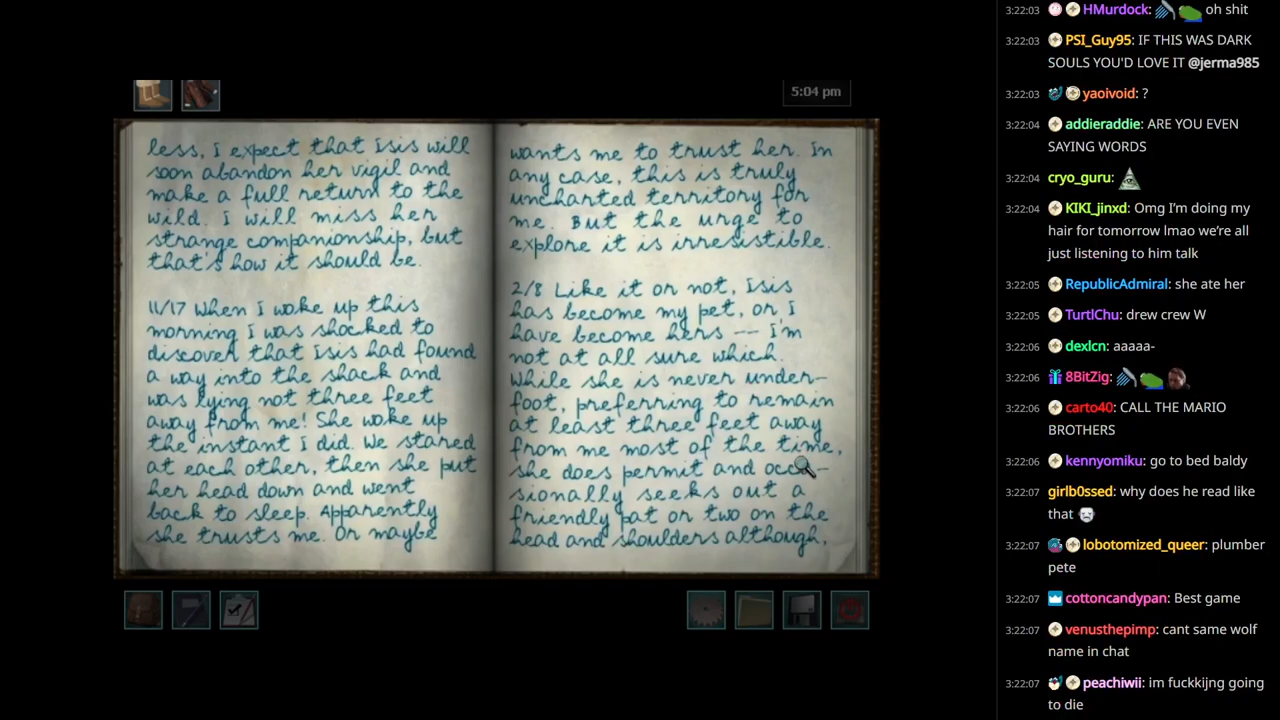 5:04 pm
less, I expect that Isis will
soon abandon her vigil and
make a full return to the
wild. I will miss her
strange companionship, but
that's how it should be.
11/17 When I woke up this
morning I was shocked to
discover that Isis had found
a way into the shack and
was lying not three feet
away from me! She woke up
the instant I did. We stared
at each other, then she put
her head down and went
back to sleep. Apparently
she trusts me. Or maybe
wants me to trust her. In
any case, this is truly
uncharted territory for
me. But the urge to
explore it is irresistible.
2/8 Like it or not, Isis
has become my pet, or I
have become hers -- I'm
not at all sure which.
While she is never under-
foot, preferring to remain
at least three feet away
from me most of the time,
she does permit and
sionally seeks out a
friendly pat or two on the
head and shoulders although,
3:22:03 HMurdock: oh shit
3:22:03 PSI_Guy95: IF THIS WAS DARK
SOULS YOU'D LOVE IT @jerma985
3:22:03 yaoivoid: ?
3:22:04 addieraddie: ARE YOU EVEN
SAYING WORDS
3:22:04 cryo_guru:
3:22:04 KIKI_jinxd: Omg I'm doing my
hair for tomorrow lmao we're all
just listening to him talk
3:22:05 RepublicAdmiral: she ate her
3:22:05 TurtlChu: drew crew W
3:22:06 dexlcn: aaaaa-
3:22:06 8BitZig:
3:22:06 carto40: CALL THE MARIO
BROTHERS
3:22:06 kennyomiku: go to bed baldy
3:22:07 girlb0ssed: why does he read like
that
3:22:07 lobotomized_queer: plumber
pete
3:22:07 cottoncandypan: Best game
3:22:07 venusthepimp: cant same wolf
name in chat
3:22:07 peachiwii: im fuckkijng going
to die